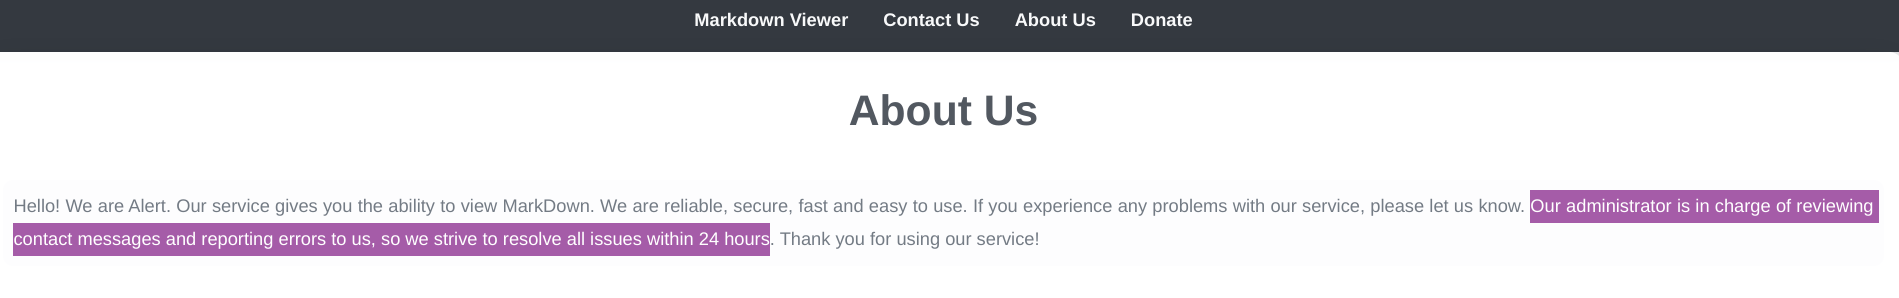 Markdown Viewer Contact Us About Us Donate
About Us
Hello! We are Alert. Our service gives you the ability to view MarkDown. We are reliable, secure, fast and easy to use. If you experience any problems with our service, please let us know. Our administrator is in charge of reviewing
contact messages and reporting errors to us, so we strive to resolve all issues within 24 hours. Thank you for using our service!